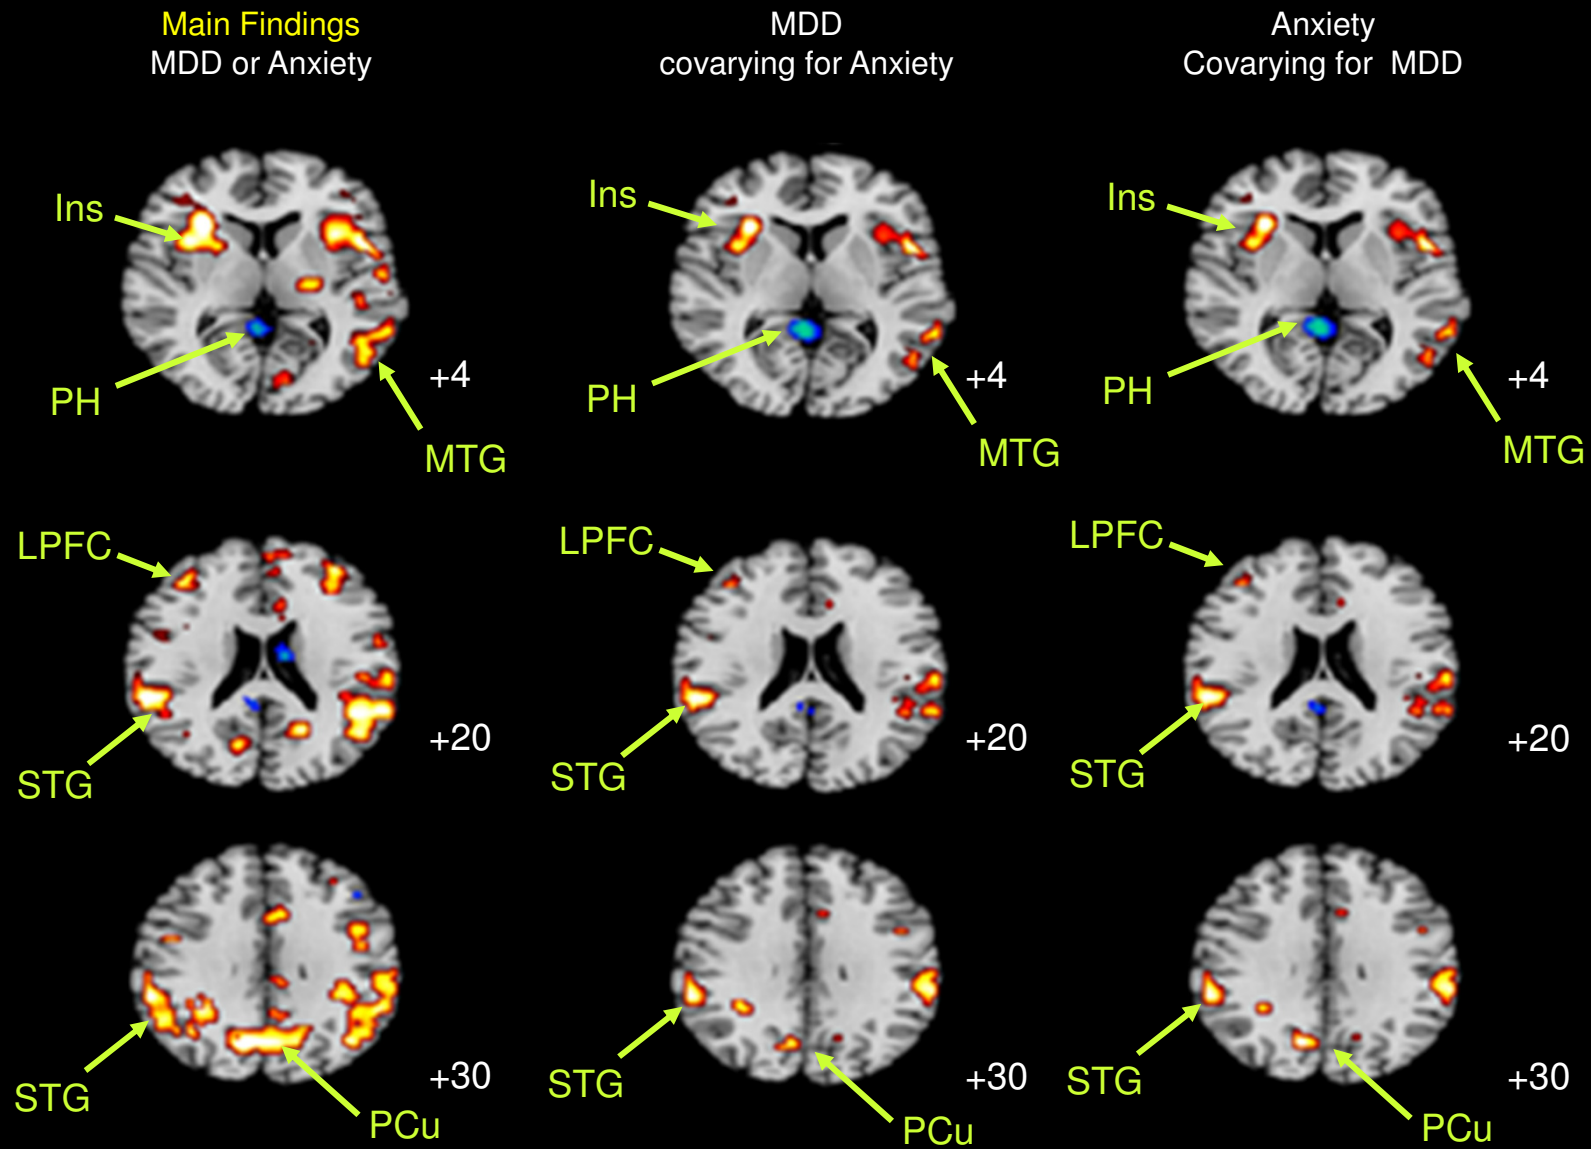 Main Findings
MDD or Anxiety
MDD
covarying for Anxiety
Anxiety
Covarying for MDD
Ins
PH
+4
MTG
Ins
PH
+4
MTG
Ins
PH
+4
MTG
LPFC
STG
+20
LPFC
STG
+20
LPFC
STG
+20
STG
+30
PCu
STG
+30
PCu
STG
+30
PCu